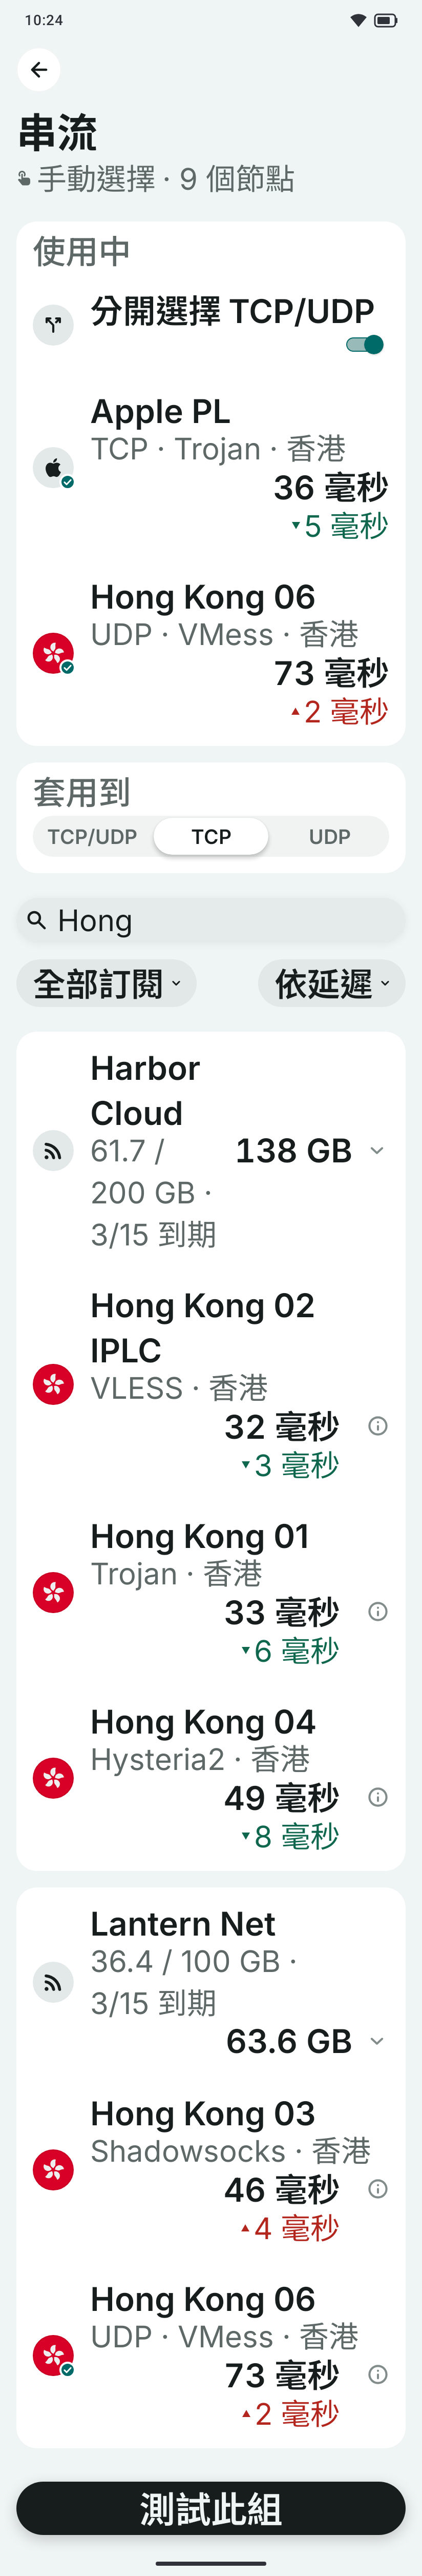 10:24
串流
手動選擇 · 9 個節點
使用中
分開選擇 TCP/UDP
Apple PL
TCP · Trojan · 香港
36 毫秒
▼5 毫秒
Hong Kong 06
UDP · VMess · 香港
73 毫秒
▲2 毫秒
套用到
TCP/UDP TCP UDP
Hong
全部訂閱 依延遲
Harbor
Cloud
61.7 /
200 GB ·
3/15 到期
138 GB
Hong Kong 02
IPLC
VLESS · 香港
32 毫秒
▼3 毫秒
Hong Kong 01
Trojan · 香港
33 毫秒
▼6 毫秒
Hong Kong 04
Hysteria2 · 香港
49 毫秒
▼8 毫秒
Lantern Net
36.4 / 100 GB ·
3/15 到期
63.6 GB
Hong Kong 03
Shadowsocks · 香港
46 毫秒
▲4 毫秒
Hong Kong 06
UDP · VMess · 香港
73 毫秒
▲2 毫秒
測試此組